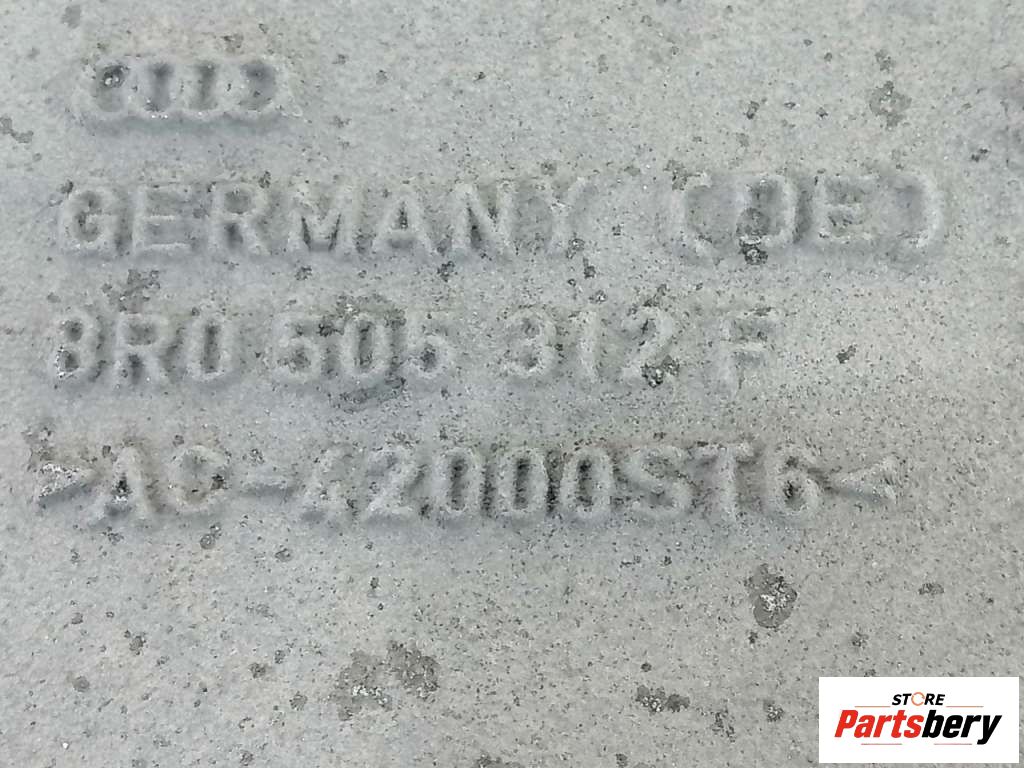 GERMANY (DE)
8R0 505 312 F
>AC-42000ST6<
STORE
Partsbery